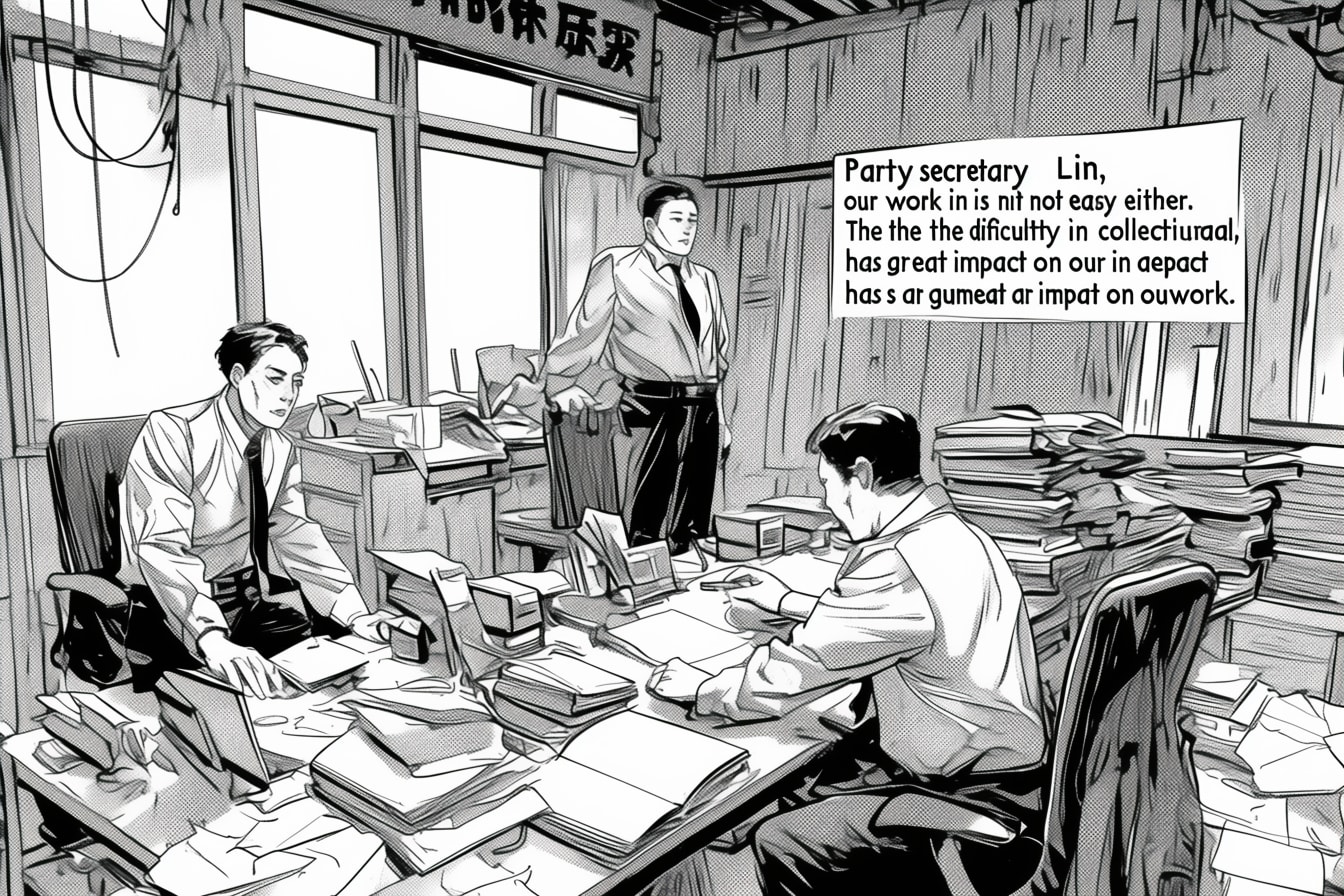 Party secretary Lin,
our work in is nit not easy either.
The the the dificultty in collectiuraal,
has great impact on our in aepact
has s ar gumeat ar impat on ouwork.